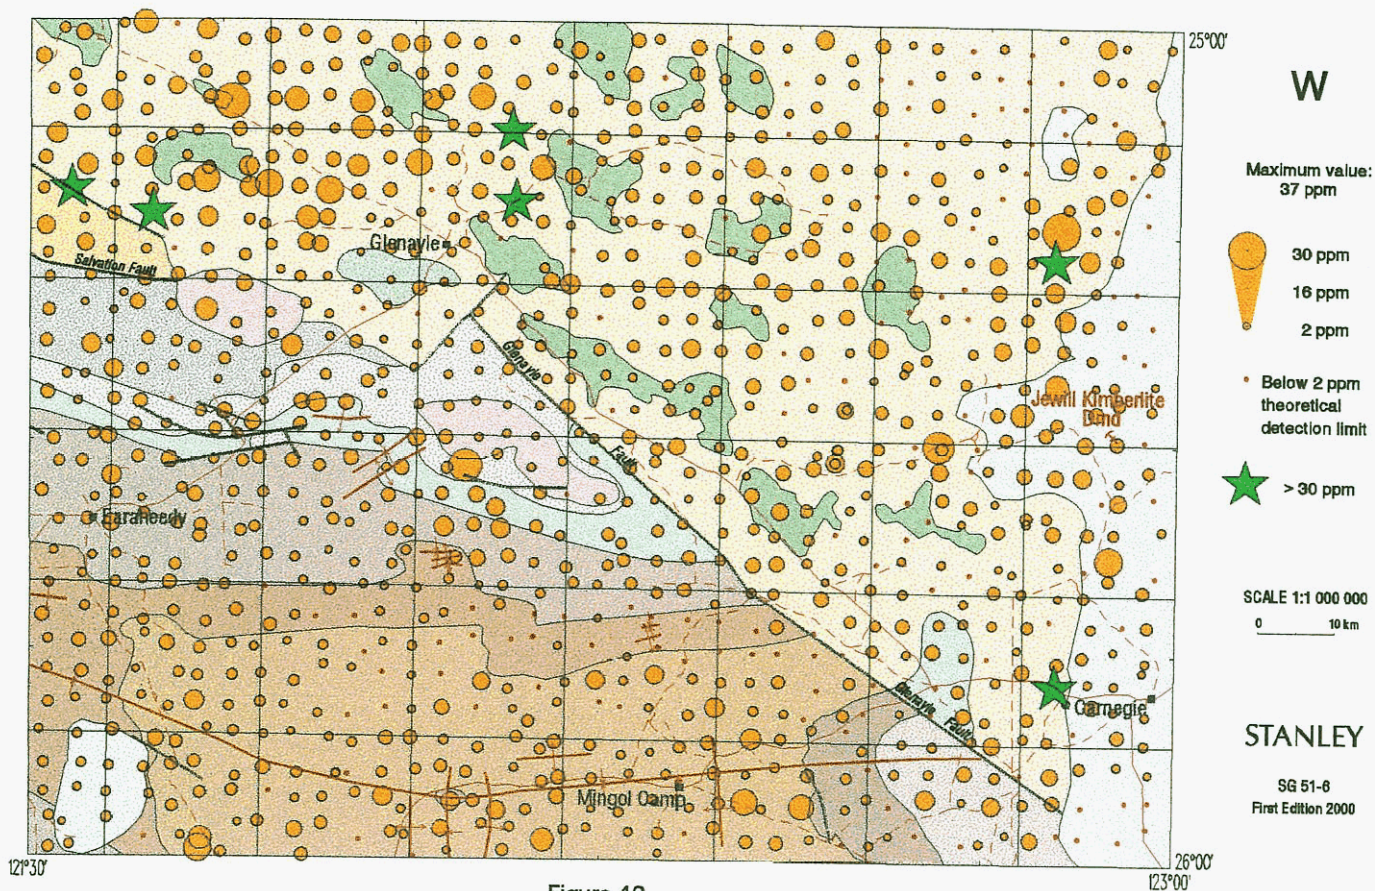 25°00'
W
Maximum value:
37 ppm
30 ppm
16 ppm
2 ppm
Below 2 ppm
theoretical
detection limit
> 30 ppm
SCALE 1:1 000 000
0 10 km
STANLEY
SG 51-6
First Edition 2000
Glenayle
Salvation Fault
Glenayle
Fault
Jewill Kimberlite
Dmd
Earaheedy
Glenayle Fault
Carnegie
Mingol Camp
121°30'
26°00'
123°00'